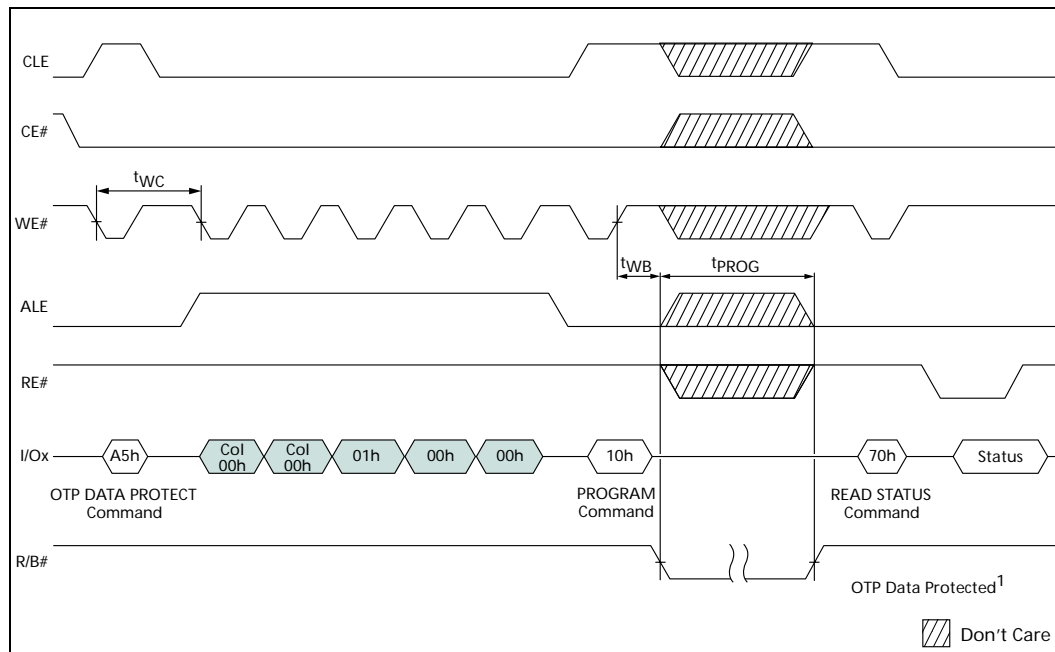 CLE
CE#
tWC
WE#
tWB
tPROG
ALE
RE#
I/Ox
A5h
Col
00h
Col
00h
01h
00h
00h
10h
70h
Status
OTP DATA PROTECT
Command
PROGRAM
Command
READ STATUS
Command
R/B#
OTP Data Protected1
Don't Care